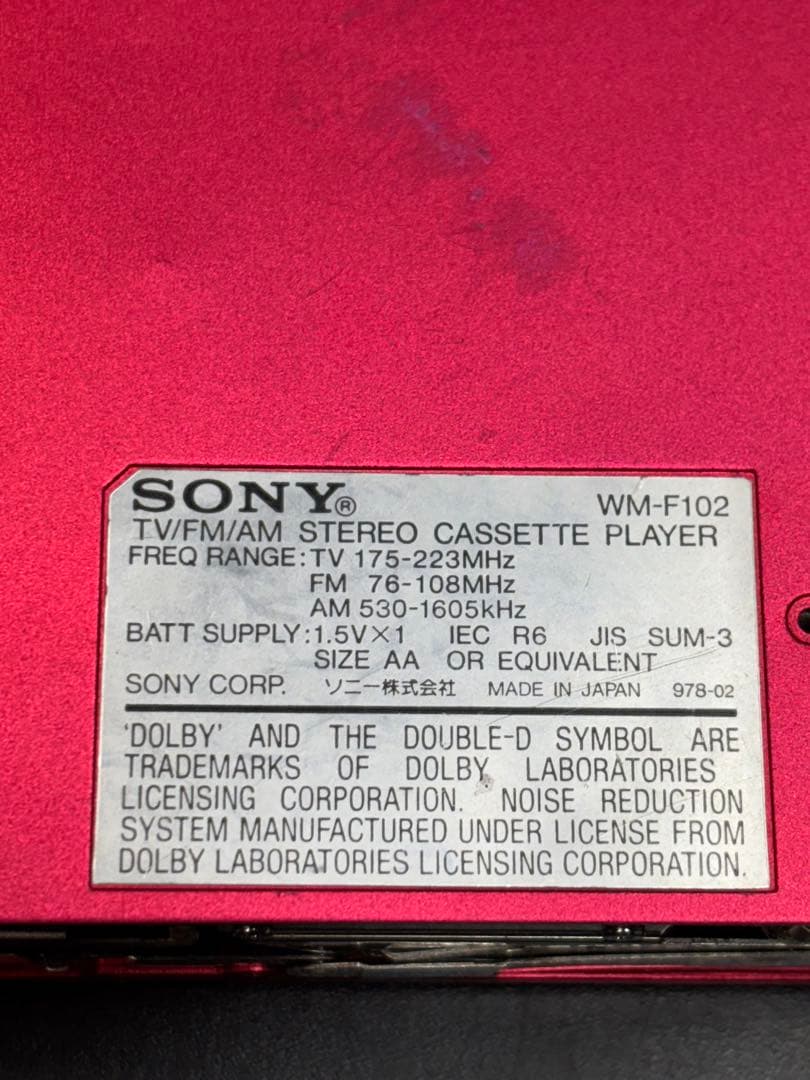 SONY® WM-F102
TV/FM/AM STEREO CASSETTE PLAYER
FREQ RANGE:TV 175-223MHz
FM 76-108MHz
AM 530-1605kHz
BATT SUPPLY:1.5V×1 IEC R6 JIS SUM-3
SIZE AA OR EQUIVALENT
SONY CORP. ソニー株式会社 MADE IN JAPAN 978-02
'DOLBY' AND THE DOUBLE-D SYMBOL ARE
TRADEMARKS OF DOLBY LABORATORIES
LICENSING CORPORATION. NOISE REDUCTION
SYSTEM MANUFACTURED UNDER LICENSE FROM
DOLBY LABORATORIES LICENSING CORPORATION.